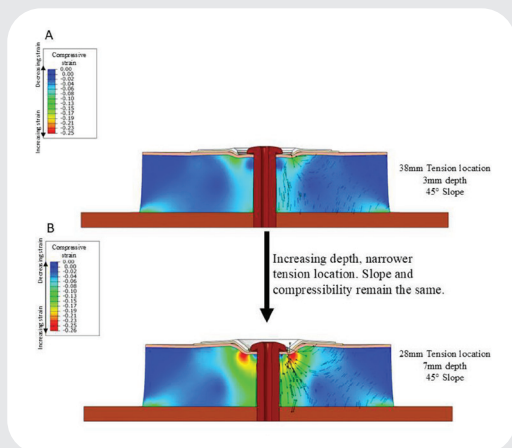 A
Compressive
strain
Decreasing strain
Increasing strain
0.00
-0.00
-0.02
-0.04
-0.06
-0.08
-0.10
-0.13
-0.15
-0.17
-0.19
-0.21
-0.23
-0.25
38mm Tension location
3mm depth
45° Slope
Increasing depth, narrower
tension location. Slope and
compressibility remain the same.
B
Compressive
strain
Decreasing strain
Increasing strain
0.00
0.00
-0.02
-0.04
-0.06
-0.08
-0.10
-0.13
-0.15
-0.17
-0.19
-0.21
-0.23
-0.26
28mm Tension location
7mm depth
45° Slope